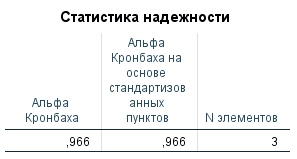 Статистика надежности
Альфа
Кронбаха
Альфа
Кронбаха на
основе
стандартизов
анных
пунктов
N элементов
,966
,966
3